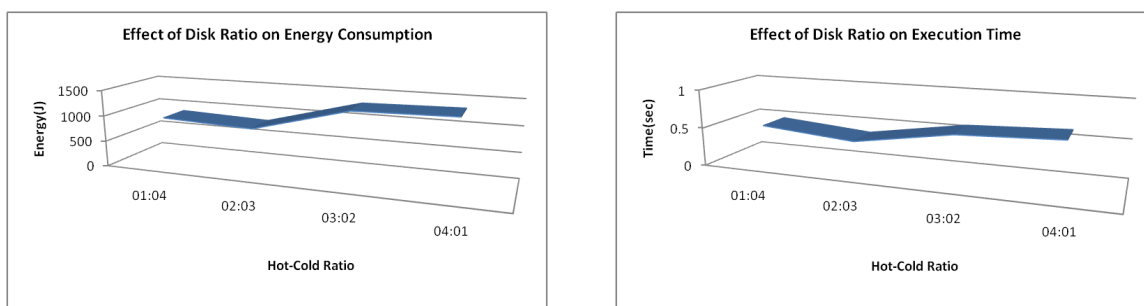 Effect of Disk Ratio on Energy Consumption
1500
1000
500
0
Energy(J)
01:04
02:03
03:02
04:01
Hot-Cold Ratio
Effect of Disk Ratio on Execution Time
1
0.5
0
Time(sec)
01:04
02:03
03:02
04:01
Hot-Cold Ratio